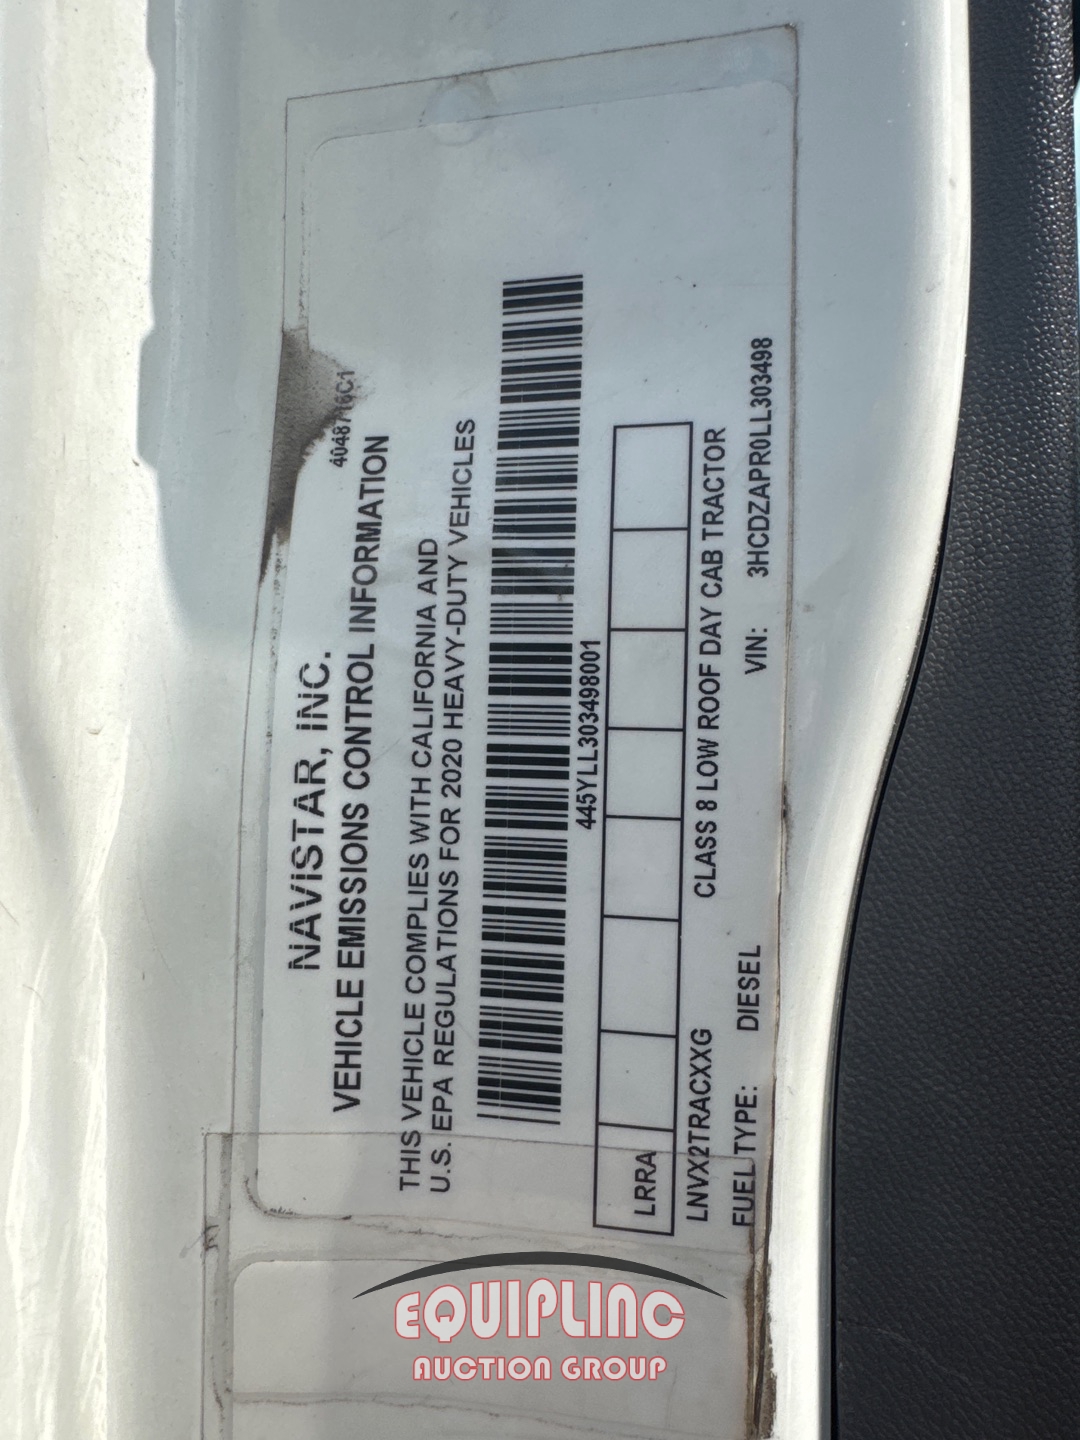 4048716C1
NAVISTAR, INC.
VEHICLE EMISSIONS CONTROL INFORMATION
THIS VEHICLE COMPLIES WITH CALIFORNIA AND
U.S. EPA REGULATIONS FOR 2020 HEAVY-DUTY VEHICLES
445YLL303498001
LRRA
LNVX2TRACXXG CLASS 8 LOW ROOF DAY CAB TRACTOR
FUEL TYPE: DIESEL VIN: 3HCDZAPR0LL303498
EQUIPLINC
AUCTION GROUP